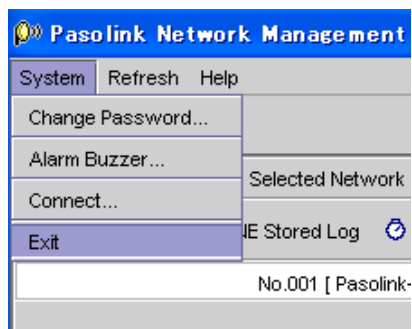 Pasolink Network Management
System Refresh Help
Change Password...
Alarm Buzzer...
Selected Network
Connect...
NE Stored Log
Exit
No.001 [ Pasolink-